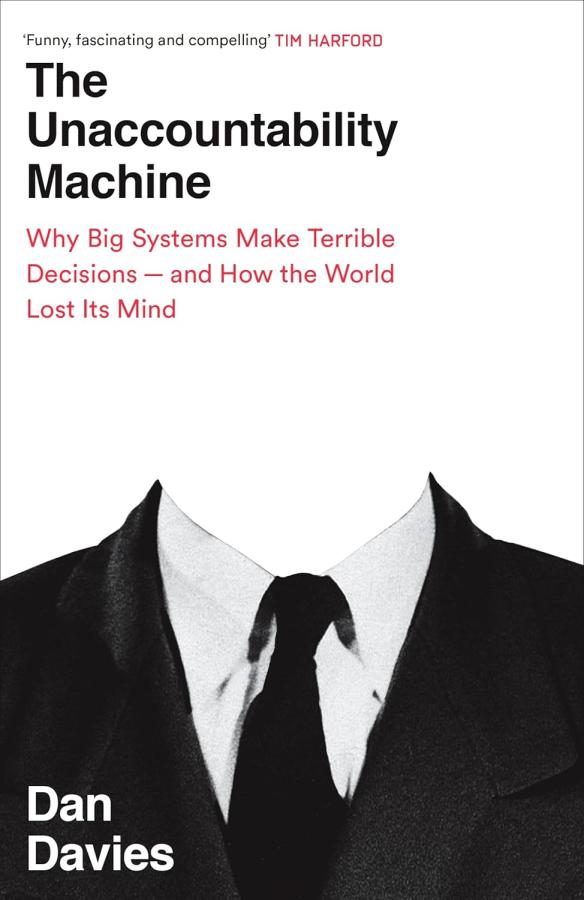 ‘Funny, fascinating and compelling’ TIM HARFORD
The
Unaccountability
Machine
Why Big Systems Make Terrible
Decisions — and How the World
Lost Its Mind
Dan
Davies